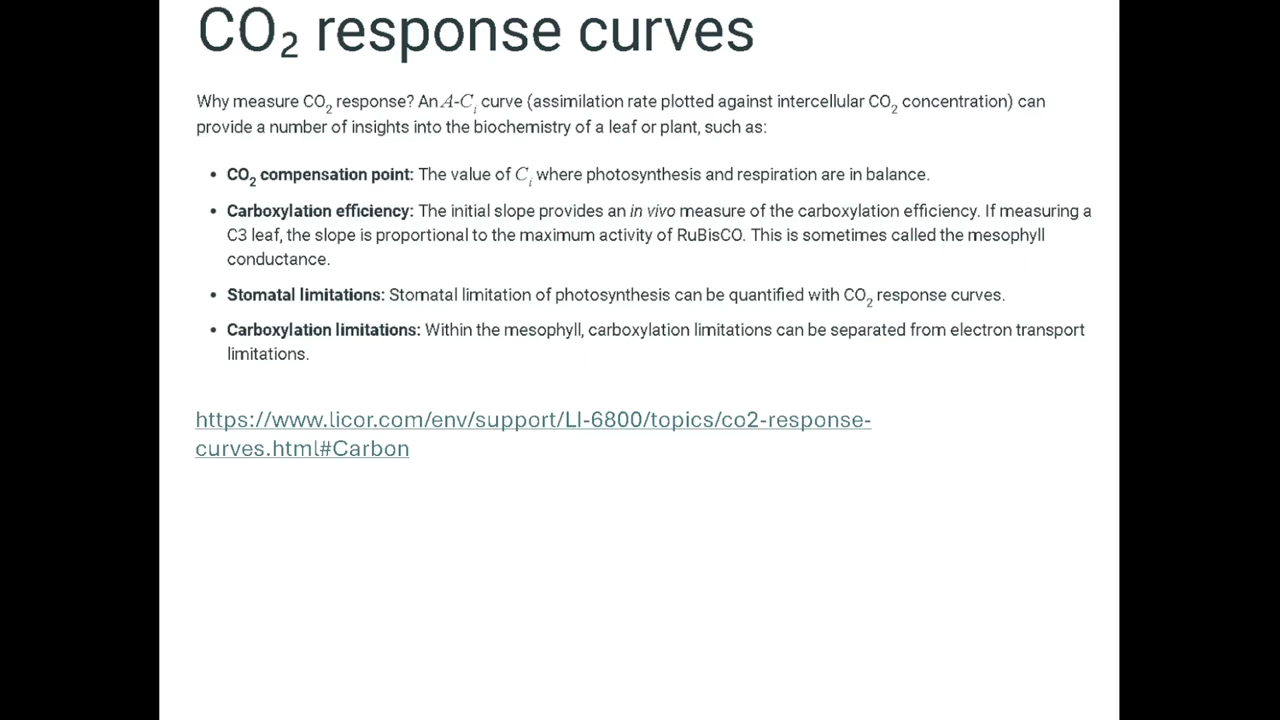 CO₂ response curves
Why measure CO₂ response? An A-Cᵢ curve (assimilation rate plotted against intercellular CO₂ concentration) can
provide a number of insights into the biochemistry of a leaf or plant, such as:
• CO₂ compensation point: The value of Cᵢ where photosynthesis and respiration are in balance.
• Carboxylation efficiency: The initial slope provides an in vivo measure of the carboxylation efficiency. If measuring a
C3 leaf, the slope is proportional to the maximum activity of RuBisCO. This is sometimes called the mesophyll
conductance.
• Stomatal limitations: Stomatal limitation of photosynthesis can be quantified with CO₂ response curves.
• Carboxylation limitations: Within the mesophyll, carboxylation limitations can be separated from electron transport
limitations.
https://www.licor.com/env/support/LI-6800/topics/co2-response-
curves.html#Carbon